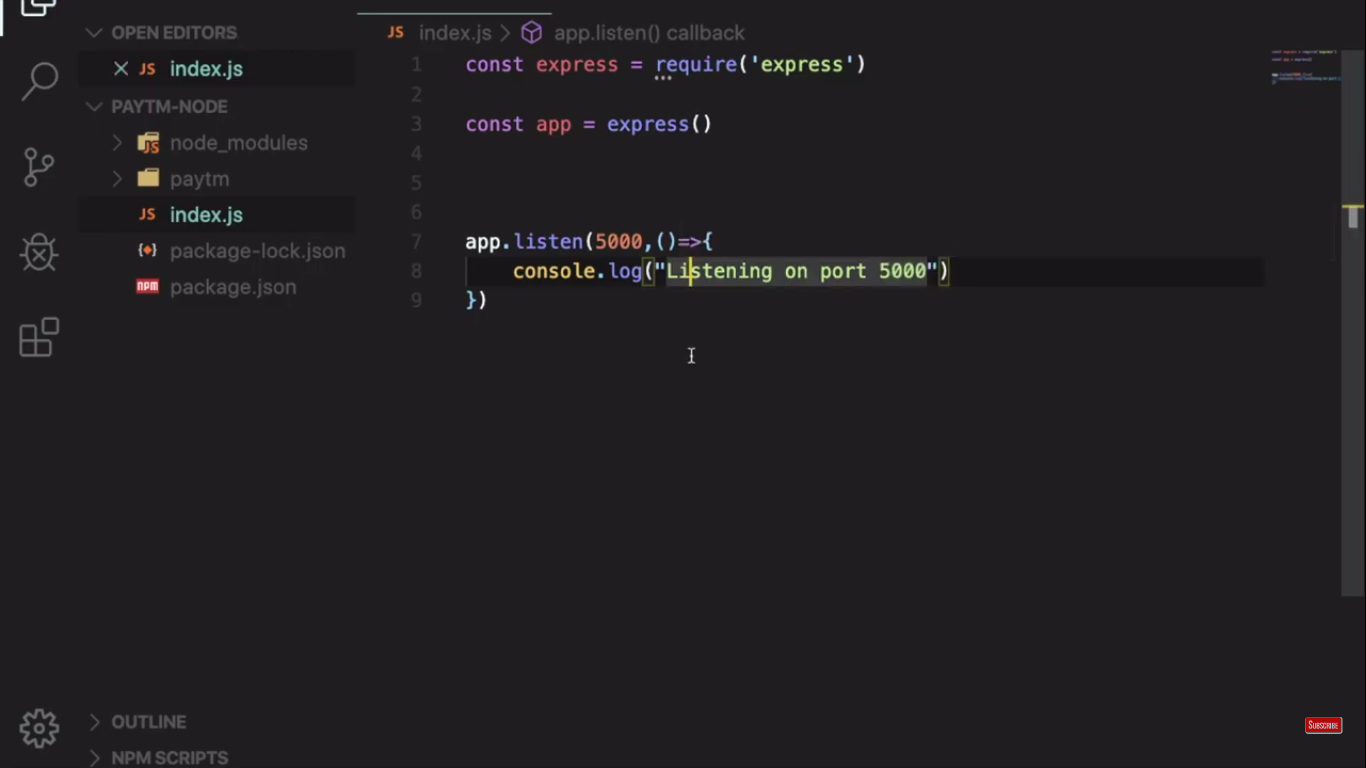 OPEN EDITORS
JS index.js
PAYTM-NODE
JS node_modules
paytm
JS index.js
package-lock.json
npm package.json
OUTLINE
NPM SCRIPTS
JS index.js > app.listen() callback
1 const express = require('express')
2
3 const app = express()
4
5
6
7 app.listen(5000,()=>{
8 console.log("Listening on port 5000")
9 })
SUBSCRIBE